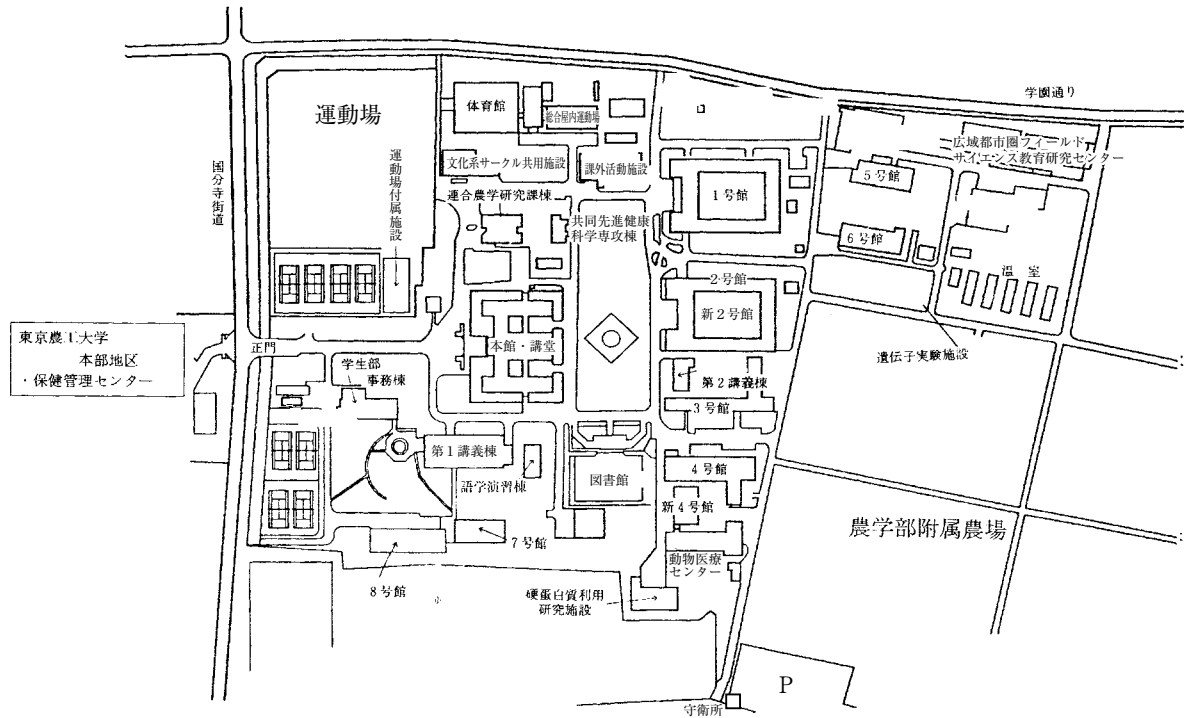 学園通り
国分寺街道
運動場
体育館
総合屋内運動場
文化系サークル共用施設
課外活動施設
運動場付属施設
連合農学研究課棟
共同先進健康
科学専攻棟
1号館
広域都市圏フィールド
サイエンス教育研究センター
5号館
6号館
温 室
2号館
新2号館
遺伝子実験施設
東京農工大学
本部地区
・保健管理センター
正門
本館・講堂
学生部
事務棟
第2講義棟
3号館
第1講義棟
語学演習棟
図書館
4号館
新4号館
農学部附属農場
7号館
8号館
動物医療
センター
硬蛋白質利用
研究施設
P
守衛所